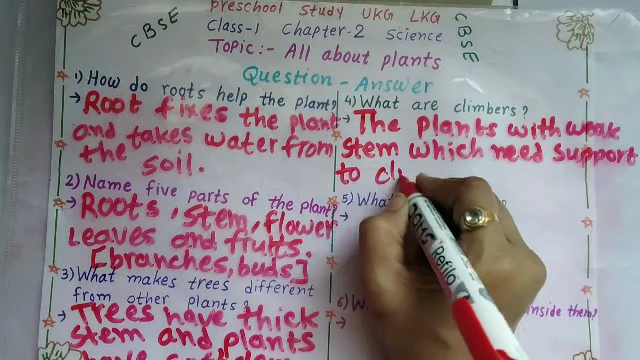 Preschool Study UKG LKG
CBSE
Class-1 Chapter-2 Science
CBSE
Topic:- All about plants
Question-Answer
1) How do roots help the plant?
→ Root fixes the plant
and takes water from
the soil.
2) Name five parts of the plant?
→ Roots, stem, flower
Leaves and fruits.
[branches, buds]
3) What makes trees different
from other plants?
→ Trees have thick
stem and plants
have
4) What are climbers?
→ The plants with weak
stem which need support
to cli
5) What
→
6) W
inside them?
→